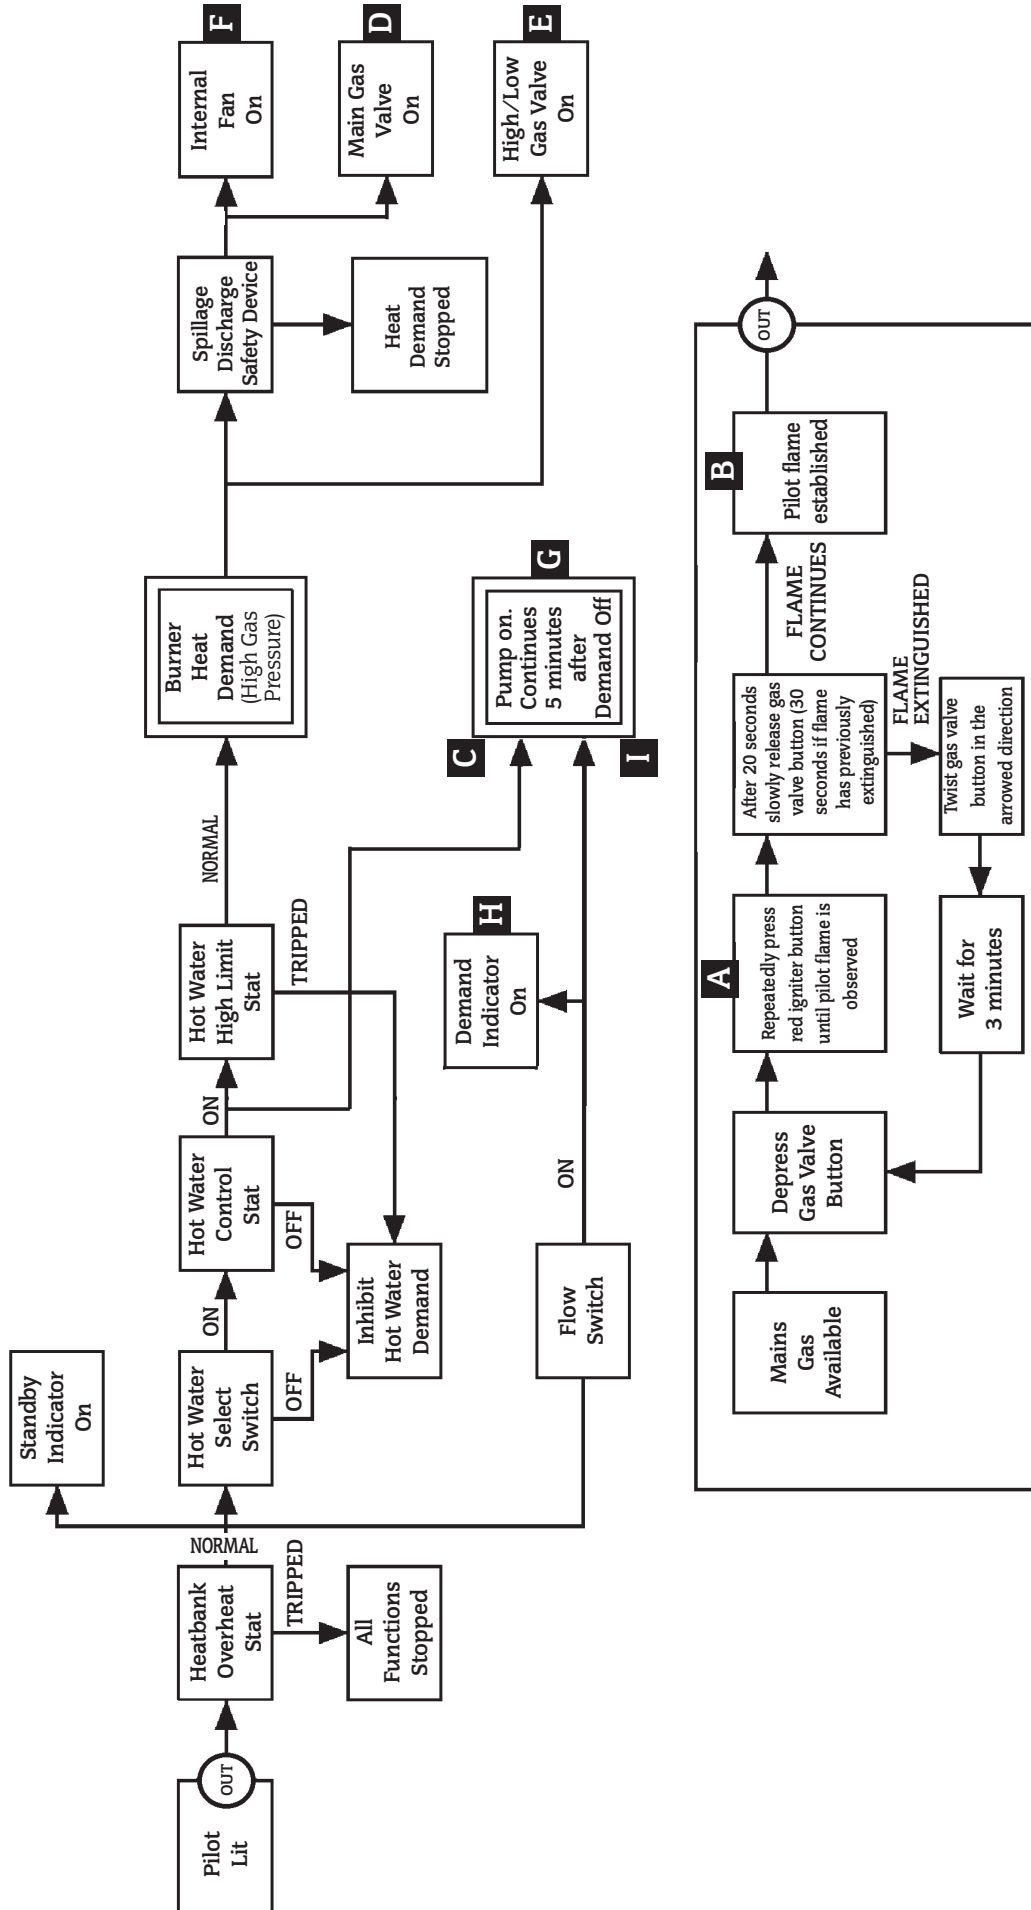 Pilot
Lit
OUT
Heatbank
Overheat
Stat
NORMAL
TRIPPED
All
Functions
Stopped
Standby
Indicator
On
Hot Water
Select
Switch
ON
OFF
Hot Water
Control
Stat
ON
OFF
Inhibit
Hot Water
Demand
Hot Water
High Limit
Stat
NORMAL
TRIPPED
Burner
Heat
Demand
(High Gas
Pressure)
Spillage
Discharge
Safety Device
Heat
Demand
Stopped
Internal
Fan
On
F
Main Gas
Valve
On
D
High/Low
Gas Valve
On
E
Flow
Switch
ON
Demand
Indicator
On
H
C
Pump on.
Continues
5 minutes
after
Demand Off
G
I
Mains
Gas
Available
Depress
Gas Valve
Button
A
Repeatedly press
red igniter button
until pilot flame is
observed
After 20 seconds
slowly release gas
valve button (30
seconds if flame
has previously
extinguished)
FLAME
CONTINUES
FLAME
EXTINGUISHED
B
Pilot flame
established
OUT
Twist gas valve
button in the
arrowed direction
Wait for
3 minutes